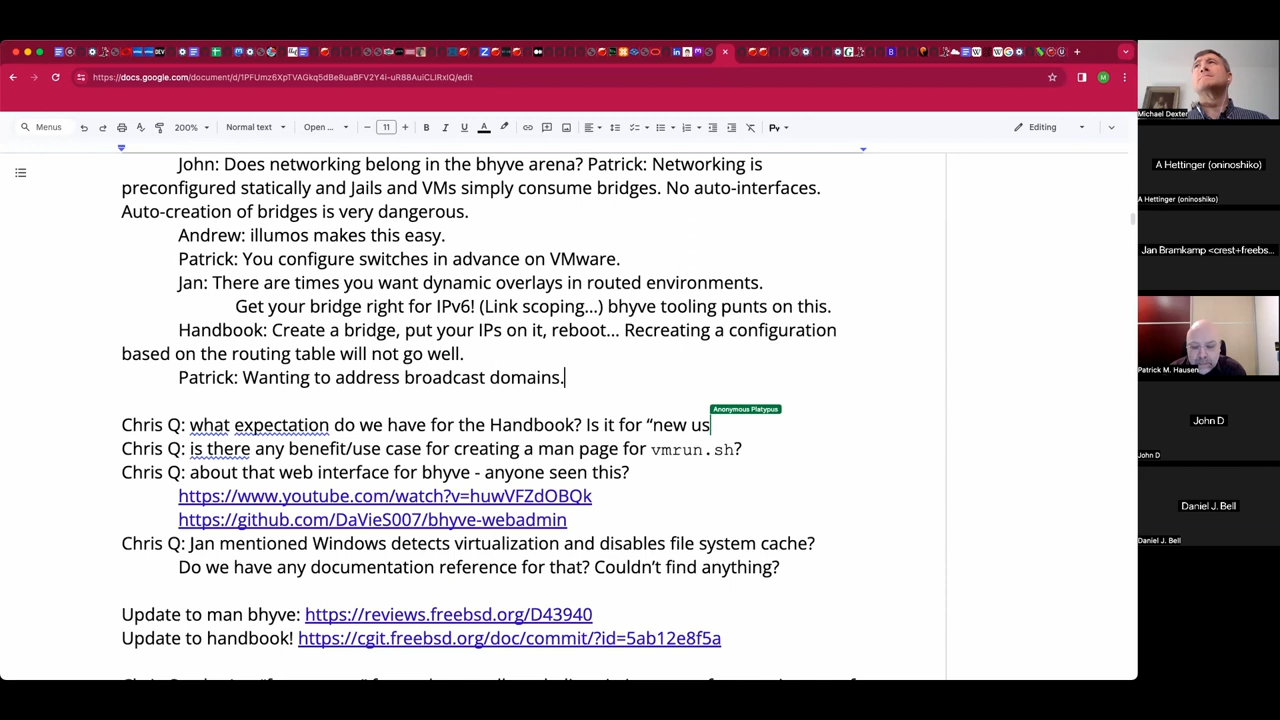 https://docs.google.com/document/d/1PFUmz6XpTVAGkq5dBe8uaBFV2Y4i-uR88AuiCLlRxIQ/edit
M
Menus
200%
Normal text
Open ...
11
Editing
John: Does networking belong in the bhyve arena? Patrick: Networking is
preconfigured statically and Jails and VMs simply consume bridges. No auto-interfaces.
Auto-creation of bridges is very dangerous.
Andrew: illumos makes this easy.
Patrick: You configure switches in advance on VMware.
Jan: There are times you want dynamic overlays in routed environments.
Get your bridge right for IPv6! (Link scoping...) bhyve tooling punts on this.
Handbook: Create a bridge, put your IPs on it, reboot... Recreating a configuration
based on the routing table will not go well.
Patrick: Wanting to address broadcast domains.
Anonymous Platypus
Chris Q: what expectation do we have for the Handbook? Is it for “new us
Chris Q: is there any benefit/use case for creating a man page for vmrun.sh?
Chris Q: about that web interface for bhyve - anyone seen this?
https://www.youtube.com/watch?v=huwVFZdOBQk
https://github.com/DaVieS007/bhyve-webadmin
Chris Q: Jan mentioned Windows detects virtualization and disables file system cache?
Do we have any documentation reference for that? Couldn’t find anything?
Update to man bhyve: https://reviews.freebsd.org/D43940
Update to handbook! https://cgit.freebsd.org/doc/commit/?id=5ab12e8f5a
Michael Dexter
A Hettinger (oninoshiko)
A Hettinger (oninoshiko)
Jan Bramkamp <crest+freebs...
Patrick M. Hausen
John D
John D
Daniel J. Bell
Daniel J. Bell